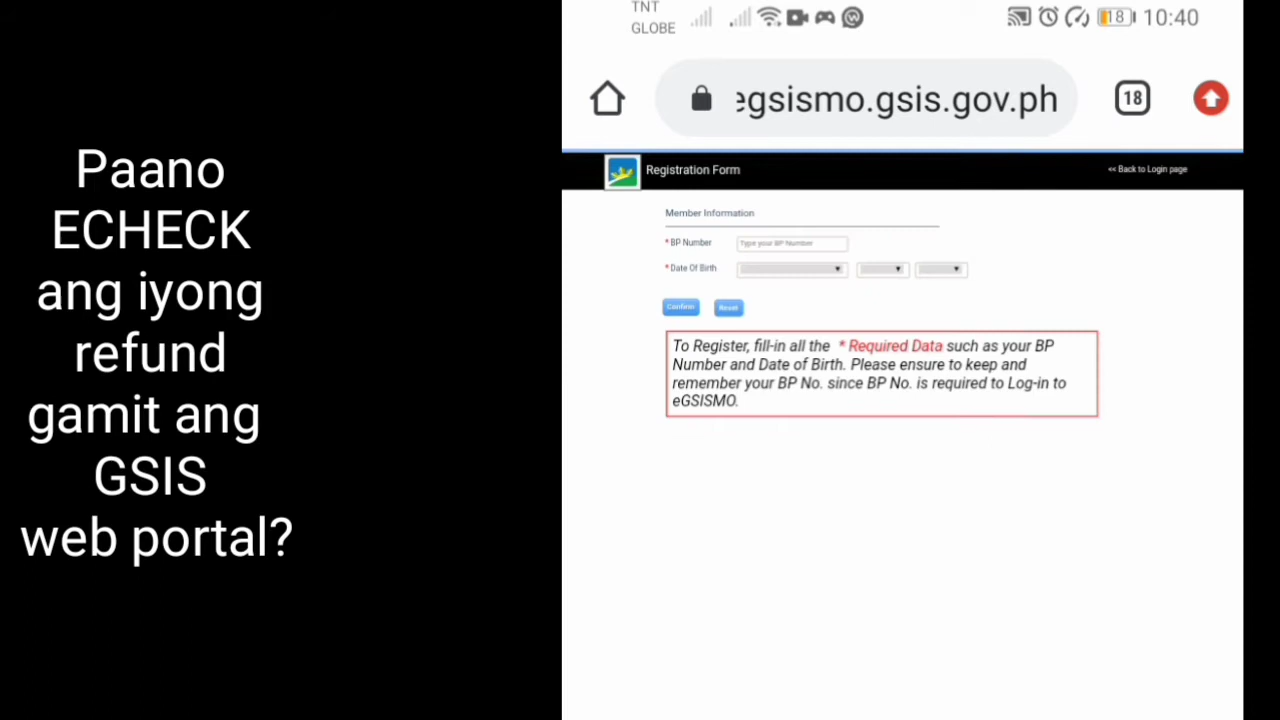 Paano
ECHECK
ang iyong
refund
gamit ang
GSIS
web portal?
TNT
GLOBE
18
10:40
egsismo.gsis.gov.ph
18
Registration Form
<< Back to Login page
Member Information
* BP Number
Type your BP Number
* Date Of Birth
Confirm
Reset
To Register, fill-in all the * Required Data such as your BP
Number and Date of Birth. Please ensure to keep and
remember your BP No. since BP No. is required to Log-in to
eGSISMO.